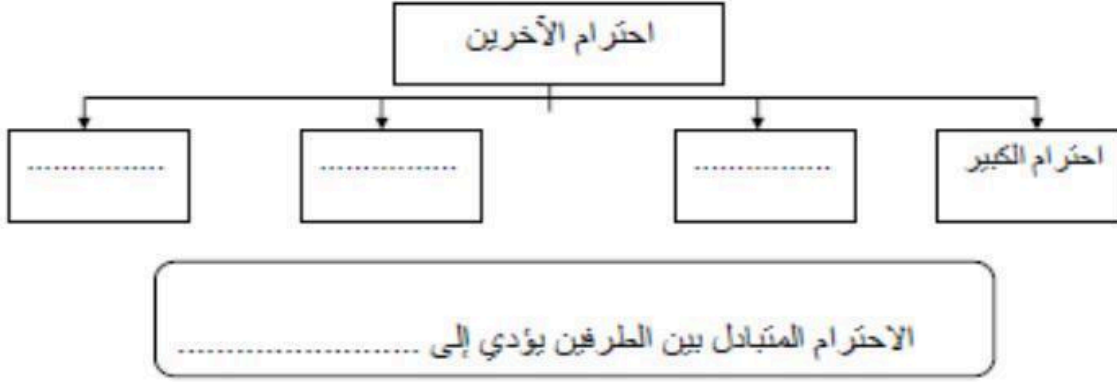 احترام الآخرين
احترام الكبير
................
................
................
الاحترام المتبادل بين الطرفين يؤدي إلى ............................